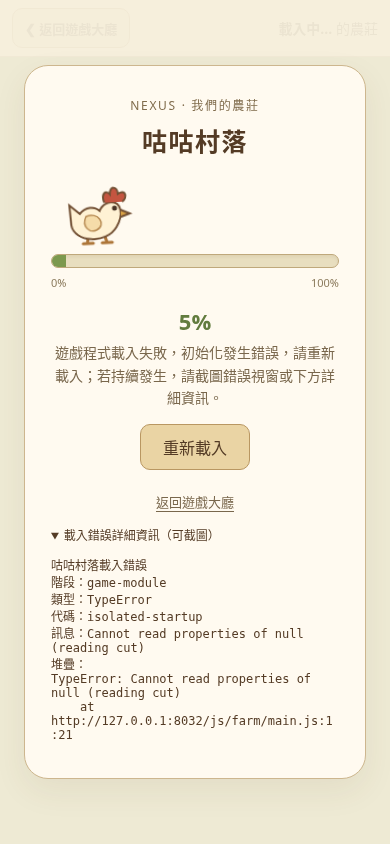 ❮ 返回遊戲大廳
載入中... 的農莊
NEXUS · 我們的農莊
咕咕村落
0%
100%
5%
遊戲程式載入失敗，初始化發生錯誤，請重新
載入；若持續發生，請截圖錯誤視窗或下方詳
細資訊。
重新載入
返回遊戲大廳
▼ 載入錯誤詳細資訊（可截圖）
咕咕村落載入錯誤
階段：game-module
類型：TypeError
代碼：isolated-startup
訊息：Cannot read properties of null
(reading cut)
堆疊：
TypeError: Cannot read properties of
null (reading cut)
at
http://127.0.0.1:8032/js/farm/main.js:1
:21